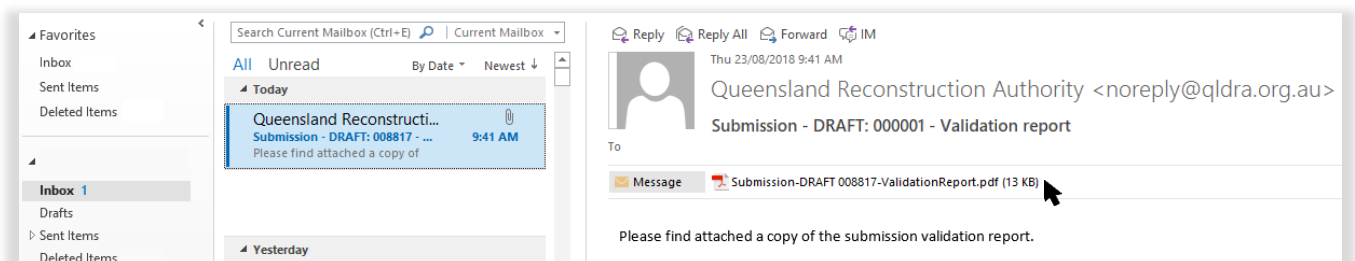 Favorites
Inbox
Sent Items
Deleted Items
Inbox 1
Drafts
Sent Items
Deleted Items
Search Current Mailbox (Ctrl+E) Current Mailbox
All Unread By Date Newest ↓
Today
Queensland Reconstructi...
Submission - DRAFT: 008817 - ... 9:41 AM
Please find attached a copy of
Yesterday
Reply Reply All Forward IM
Thu 23/08/2018 9:41 AM
Queensland Reconstruction Authority <noreply@qldra.org.au>
Submission - DRAFT: 000001 - Validation report
To
Message Submission-DRAFT 008817-ValidationReport.pdf (13 KB)
Please find attached a copy of the submission validation report.